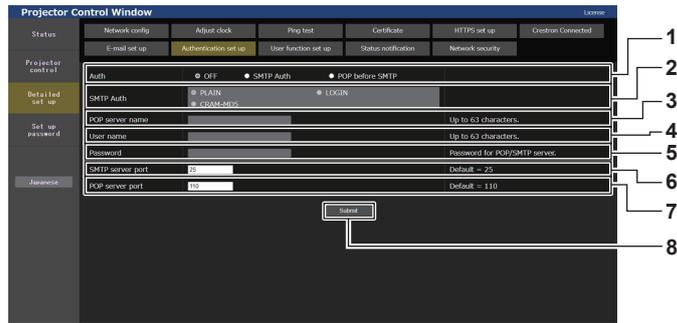 Projector Control Window
License
Status
Network config
Adjust clock
Ping test
Certificate
HTTPS set up
Crestron Connected
E-mail set up
Authentication set up
User function set up
Status notification
Network security
Projector
control
Detailed
set up
Set up
password
Japanese
Auth
OFF
SMTP Auth
POP before SMTP
1
SMTP Auth
PLAIN
LOGIN
CRAM-MD5
2
POP server name
Up to 63 characters.
3
User name
Up to 63 characters.
4
Password
Password for POP/SMTP server.
5
SMTP server port
25
Default = 25
6
POP server port
110
Default = 110
7
Submit
8